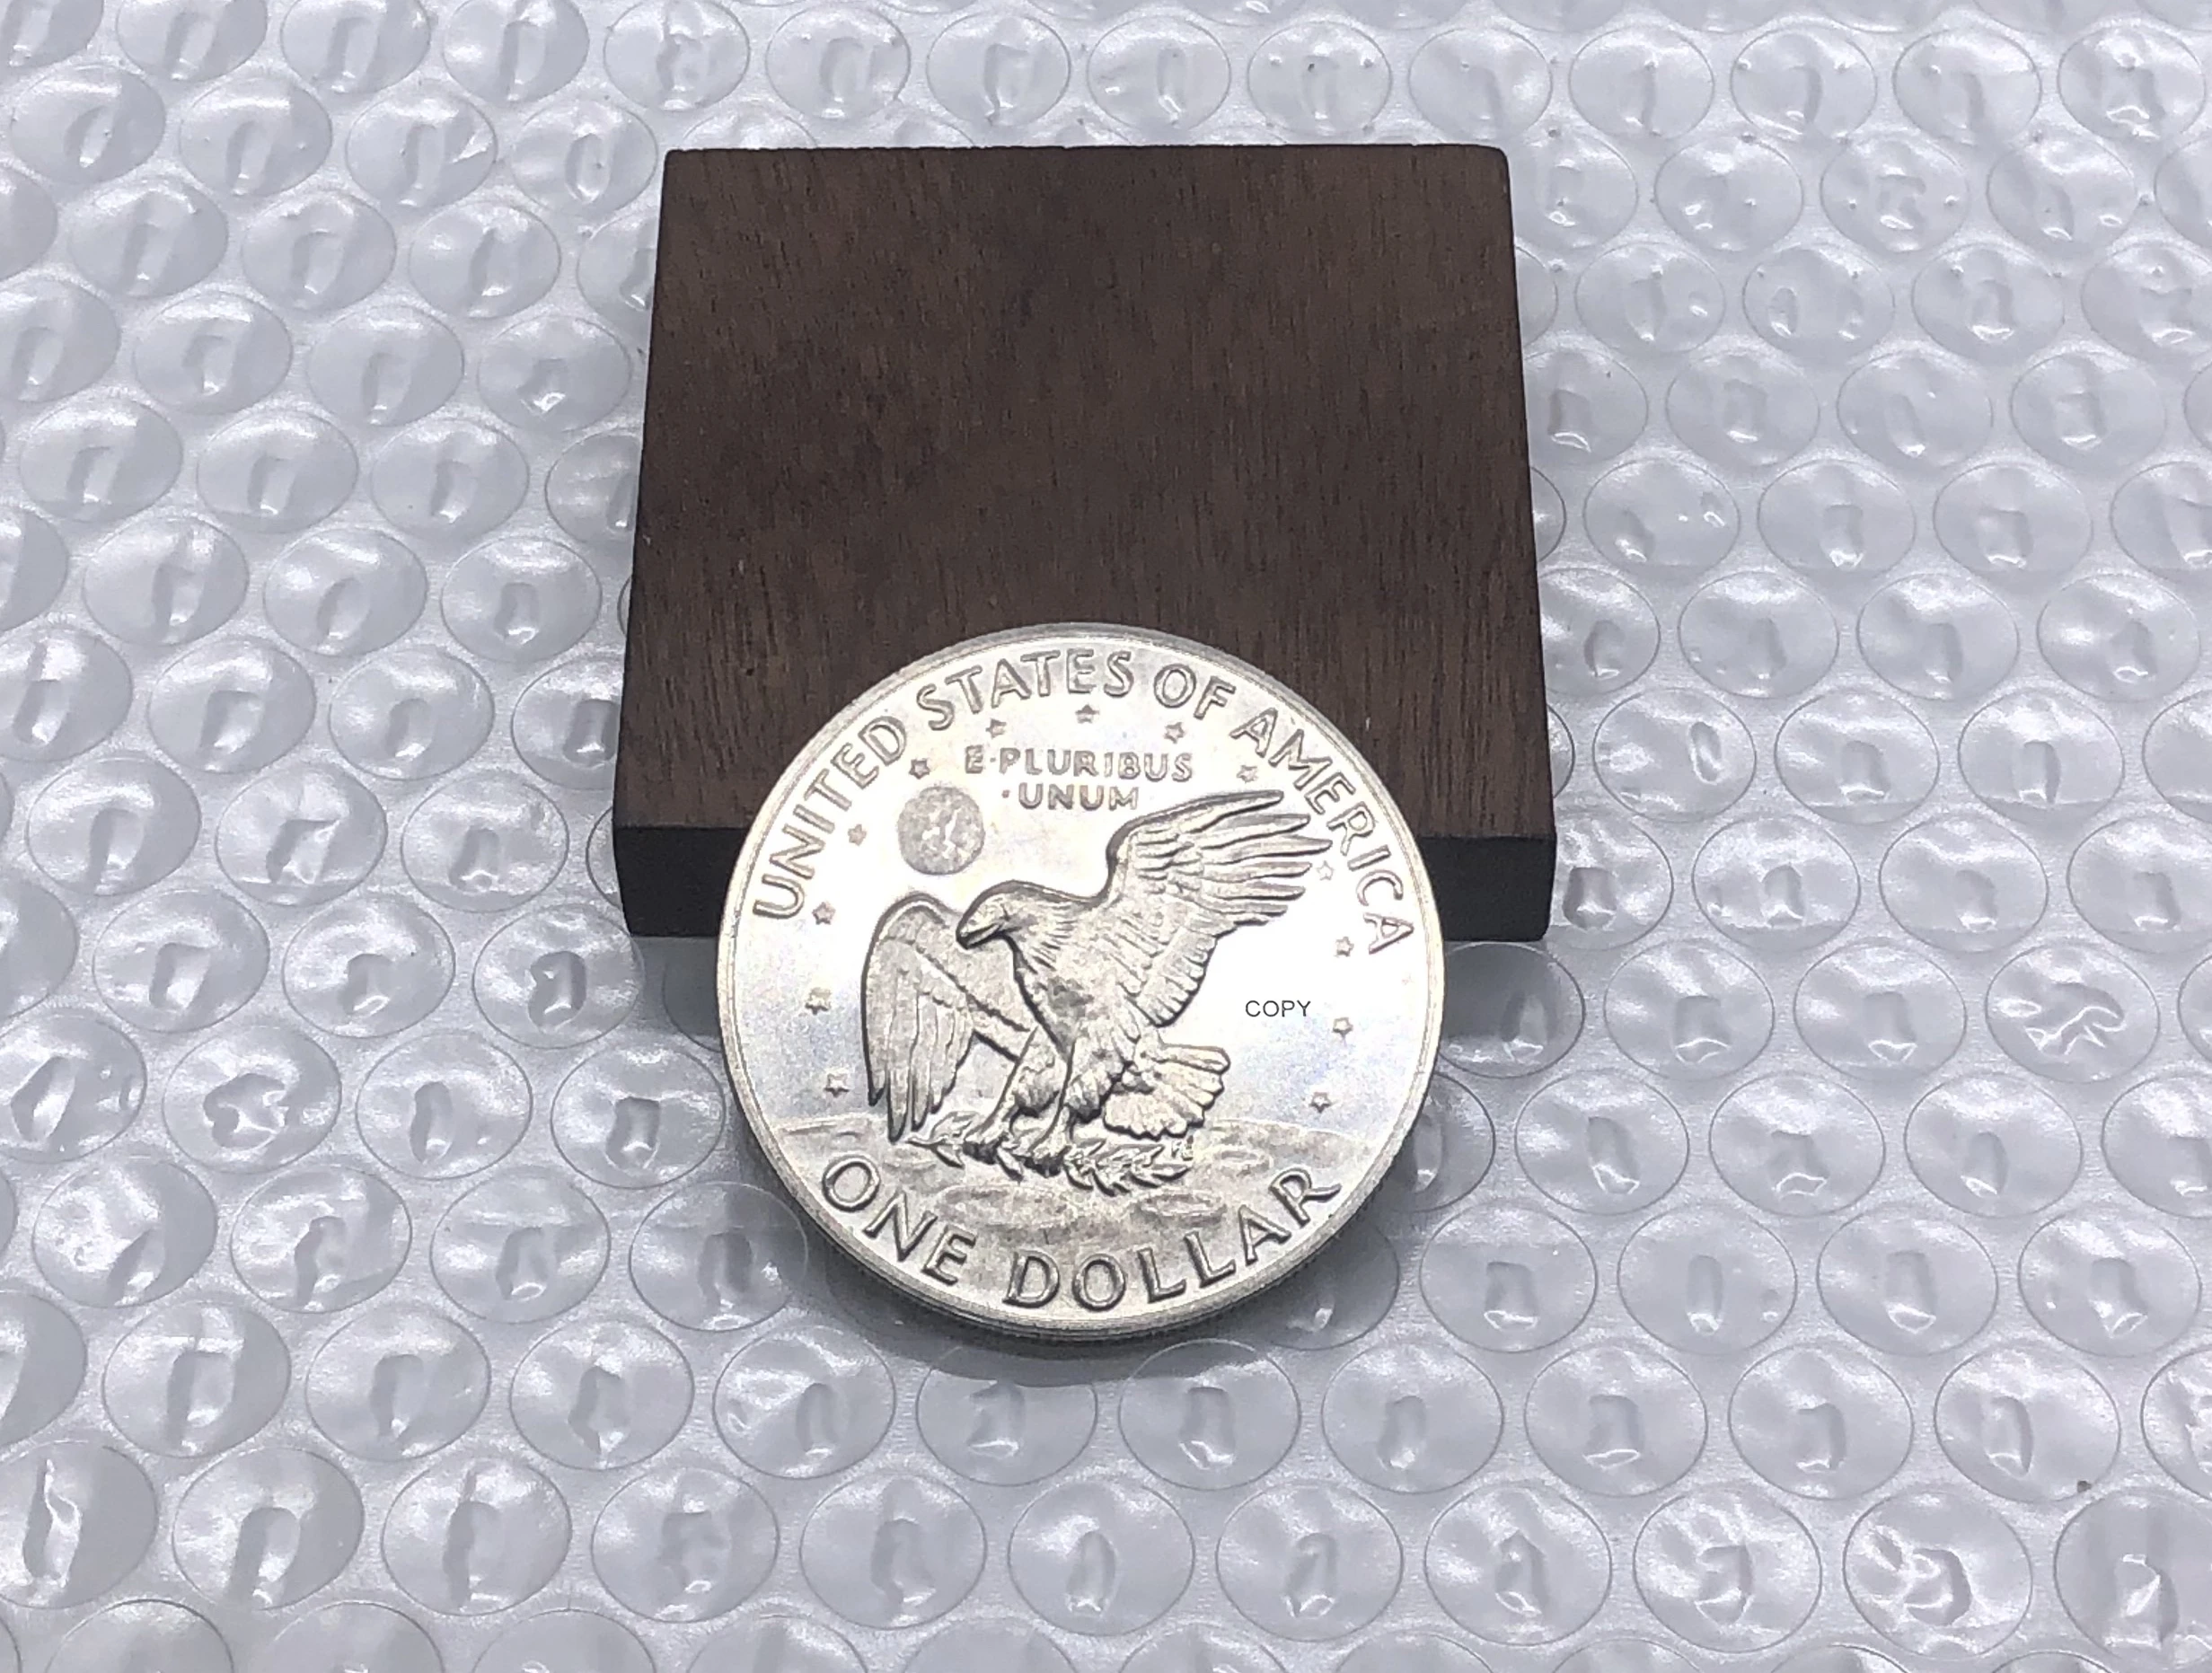 UNITED STATES OF AMERICA
E·PLURIBUS
·UNUM
COPY
ONE DOLLAR